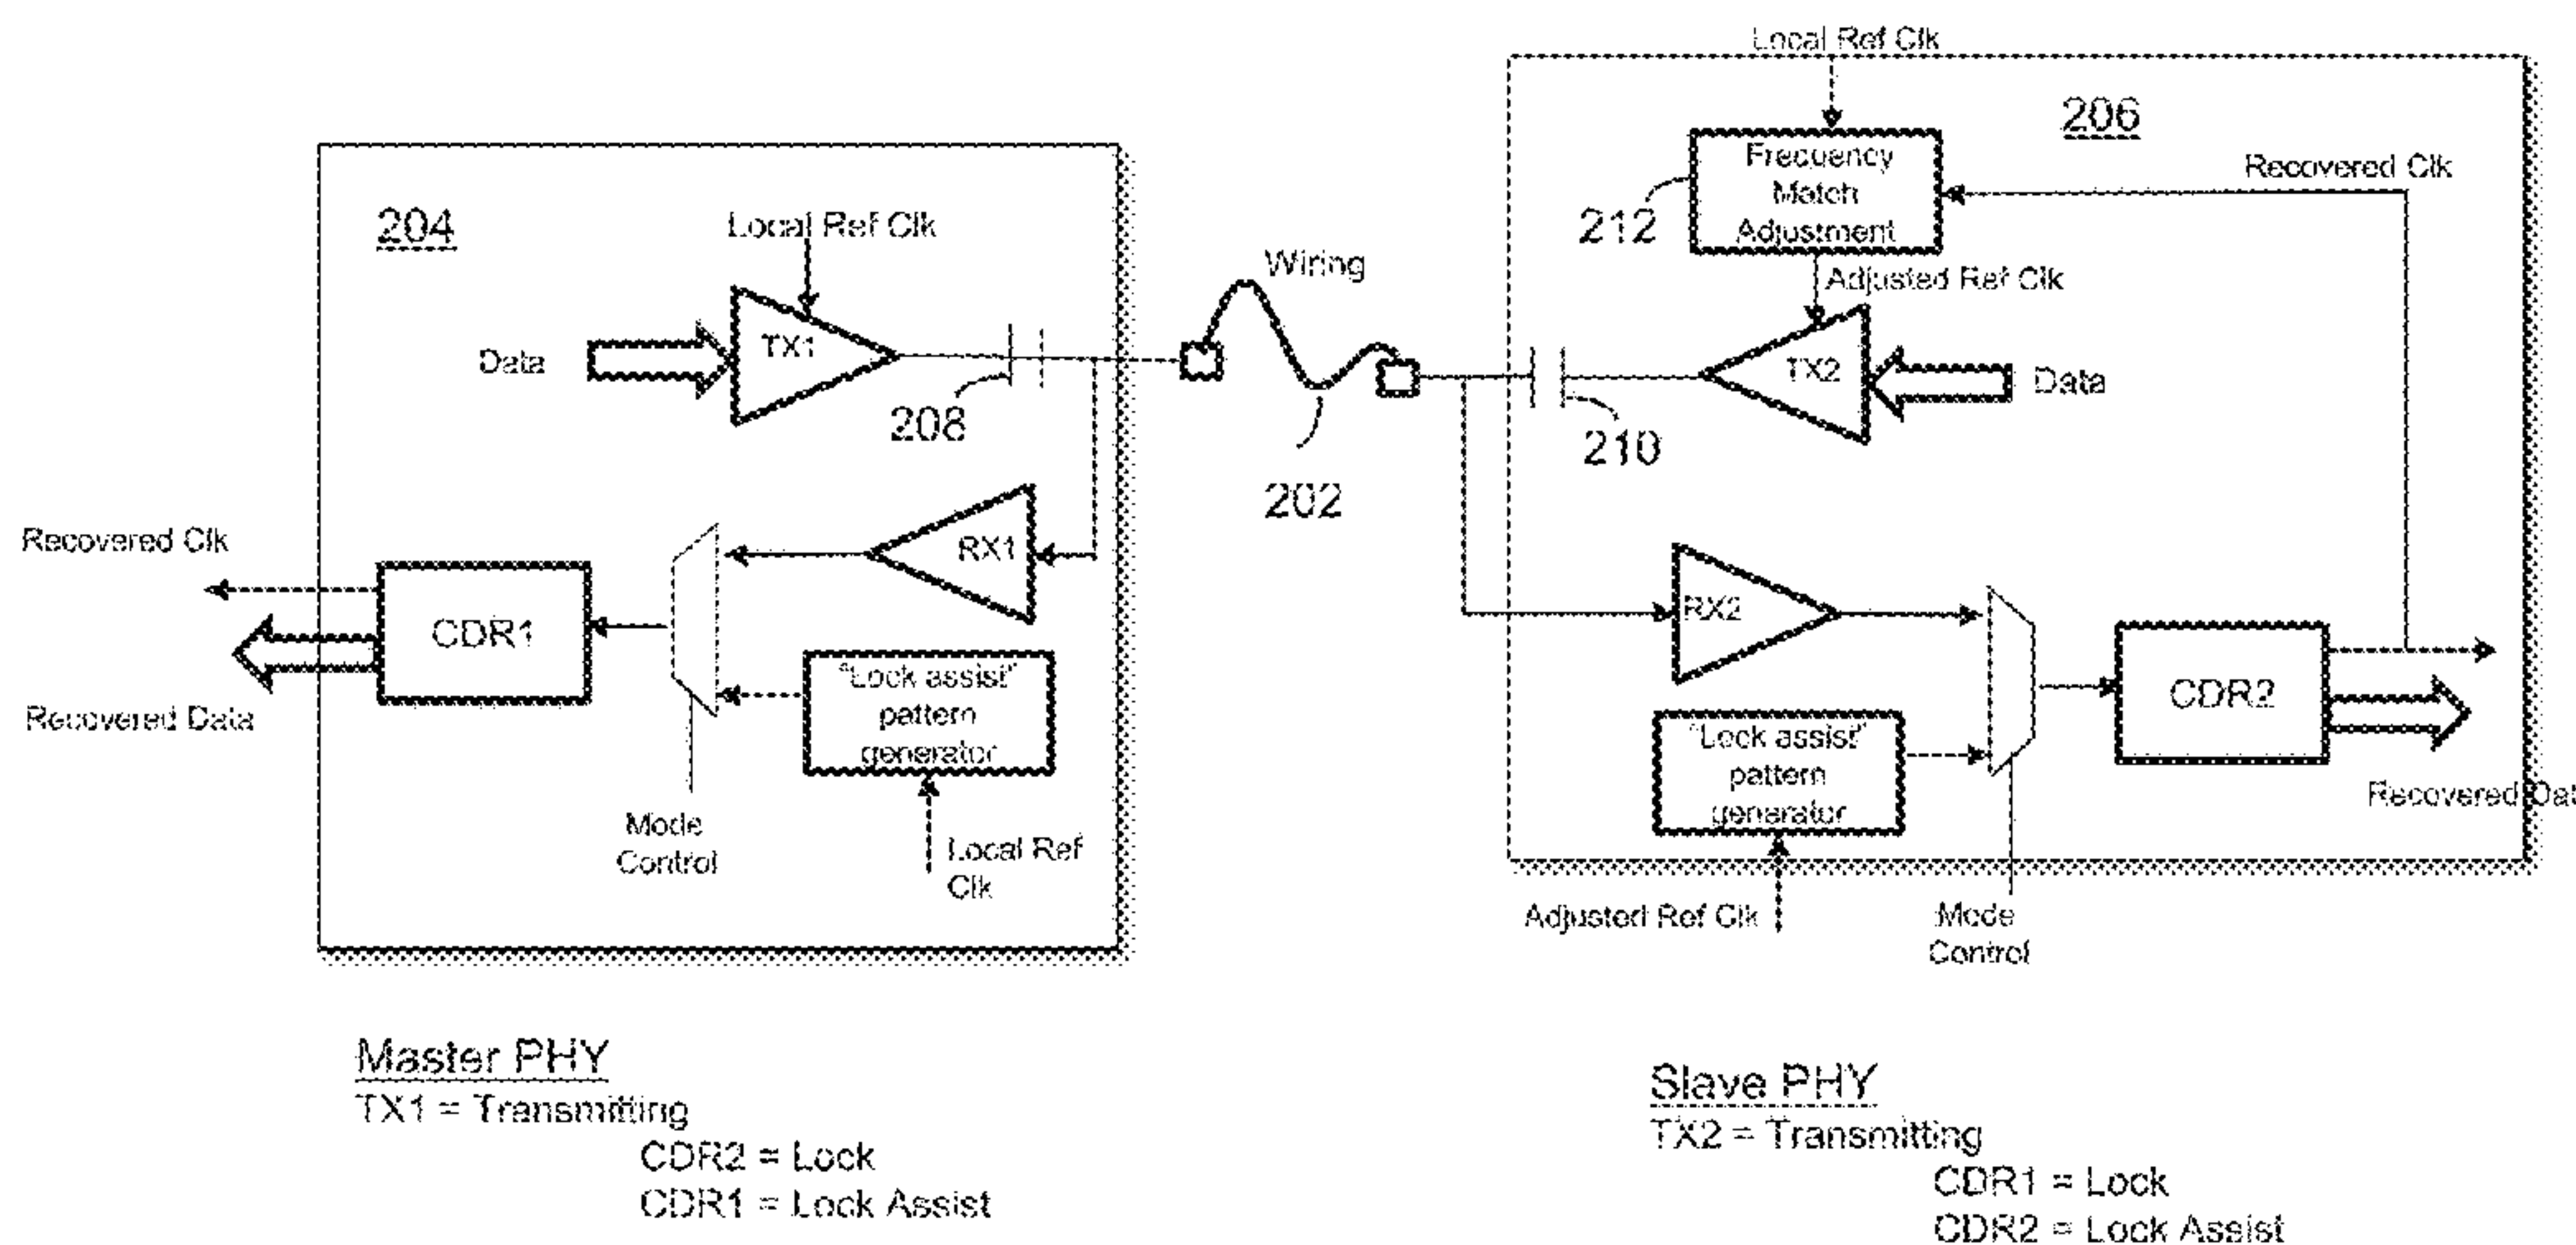 Local Ref Clk
206
Frequency
Match
Adjustment
212
Recovered Clk
Adjusted Ref Clk
TX2
Data
210
204
Local Ref Clk
TX1
Data
208
Wiring
202
RX1
Recovered Clk
CDR1
Recovered Data
"Lock assist"
pattern
generator
Mode
Control
Local Ref
Clk
RX2
"Lock assist"
pattern
generator
CDR2
Recovered Dat
Adjusted Ref Clk
Mode
Control
Master PHY
TX1 = Transmitting
CDR2 = Lock
CDR1 = Lock Assist
Slave PHY
TX2 = Transmitting
CDR1 = Lock
CDR2 = Lock Assist